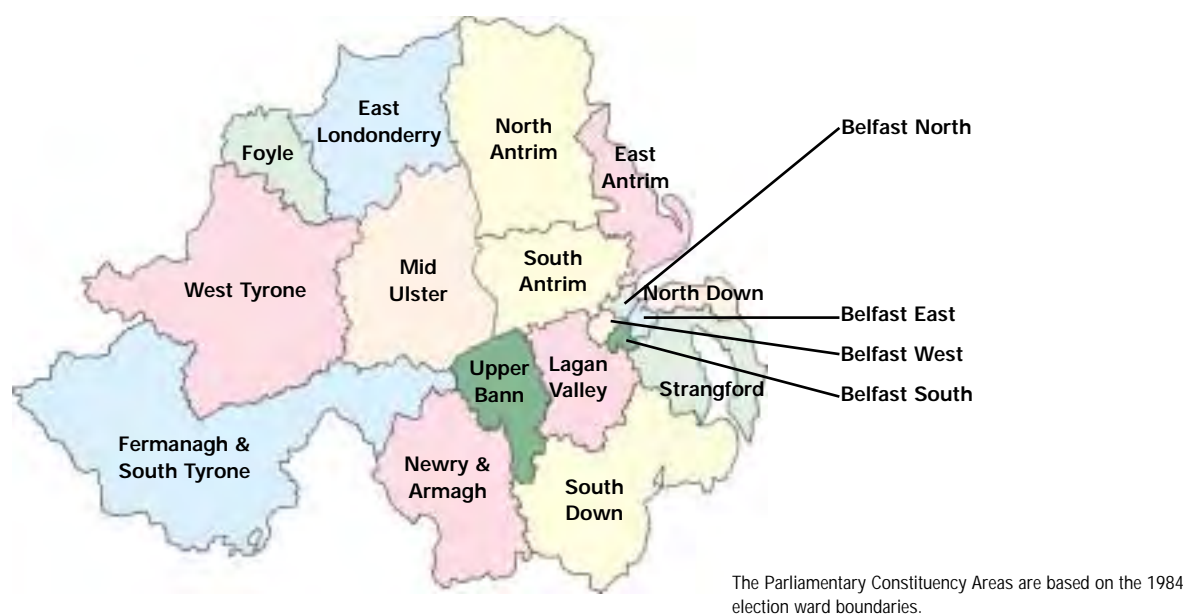 East
Londonderry
North
Antrim
Belfast North
Foyle
East
Antrim
South
Antrim
Mid
Ulster
West Tyrone
North Down
Belfast East
Belfast West
Upper
Bann
Lagan
Valley
Strangford
Belfast South
Fermanagh &
South Tyrone
Newry &
Armagh
South
Down
The Parliamentary Constituency Areas are based on the 1984
election ward boundaries.